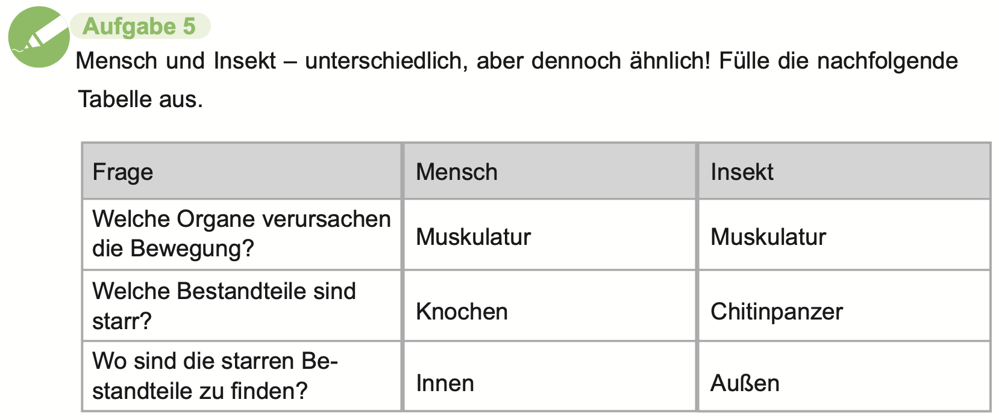 Aufgabe 5
Mensch und Insekt – unterschiedlich, aber dennoch ähnlich! Fülle die nachfolgende
Tabelle aus.
Frage Mensch Insekt
Welche Organe verursachen
die Bewegung?
Muskulatur Muskulatur
Welche Bestandteile sind
starr?
Knochen Chitinpanzer
Wo sind die starren Be-
standteile zu finden?
Innen Außen